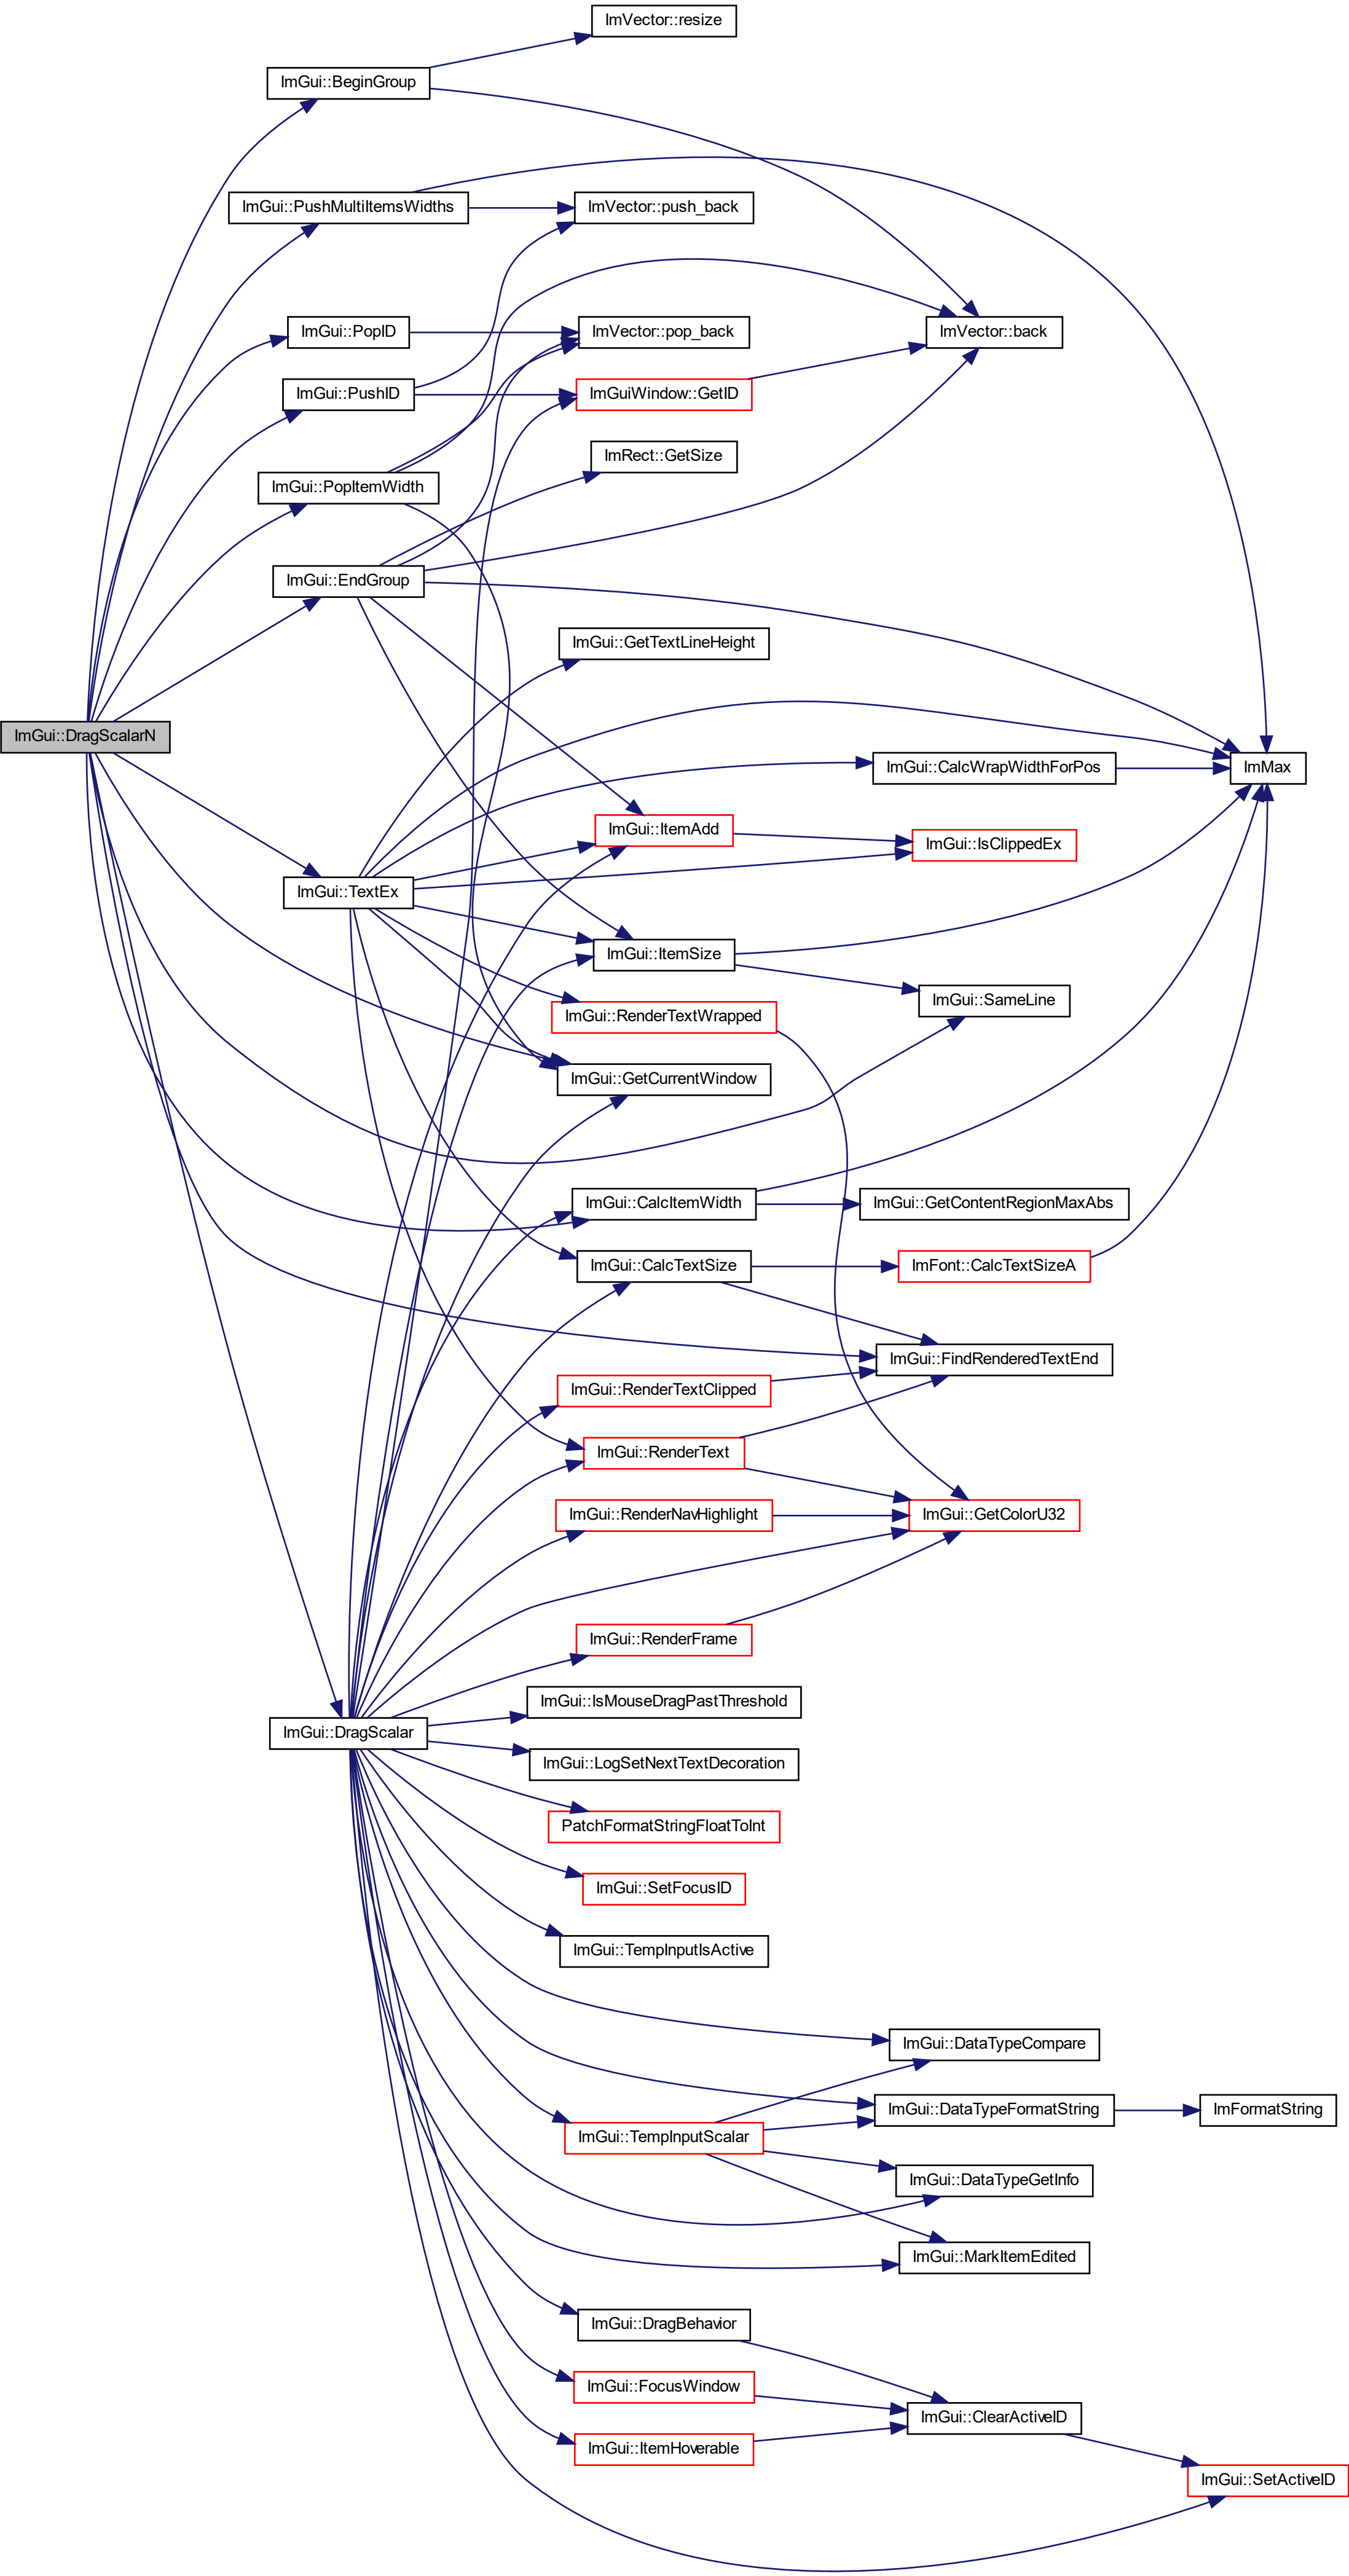 ImVector::resize
ImGui::BeginGroup
ImGui::PushMultiItemsWidths
ImVector::push_back
ImGui::PopID
ImVector::pop_back
ImVector::back
ImGui::PushID
ImGuiWindow::GetID
ImRect::GetSize
ImGui::PopItemWidth
ImGui::EndGroup
ImGui::GetTextLineHeight
ImGui::DragScalarN
ImGui::CalcWrapWidthForPos
ImMax
ImGui::ItemAdd
ImGui::IsClippedEx
ImGui::TextEx
ImGui::ItemSize
ImGui::SameLine
ImGui::RenderTextWrapped
ImGui::GetCurrentWindow
ImGui::CalcItemWidth
ImGui::GetContentRegionMaxAbs
ImGui::CalcTextSize
ImFont::CalcTextSizeA
ImGui::FindRenderedTextEnd
ImGui::RenderTextClipped
ImGui::RenderText
ImGui::RenderNavHighlight
ImGui::GetColorU32
ImGui::RenderFrame
ImGui::IsMouseDragPastThreshold
ImGui::DragScalar
ImGui::LogSetNextTextDecoration
PatchFormatStringFloatToInt
ImGui::SetFocusID
ImGui::TempInputIsActive
ImGui::DataTypeCompare
ImGui::DataTypeFormatString
ImFormatString
ImGui::TempInputScalar
ImGui::DataTypeGetInfo
ImGui::MarkItemEdited
ImGui::DragBehavior
ImGui::FocusWindow
ImGui::ClearActiveID
ImGui::ItemHoverable
ImGui::SetActiveID